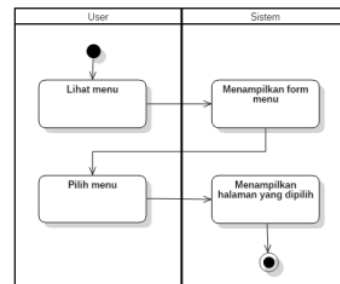 User
Sistem
Lihat menu
Menampilkan form
menu
Pilih menu
Menampilkan
halaman yang dipilih